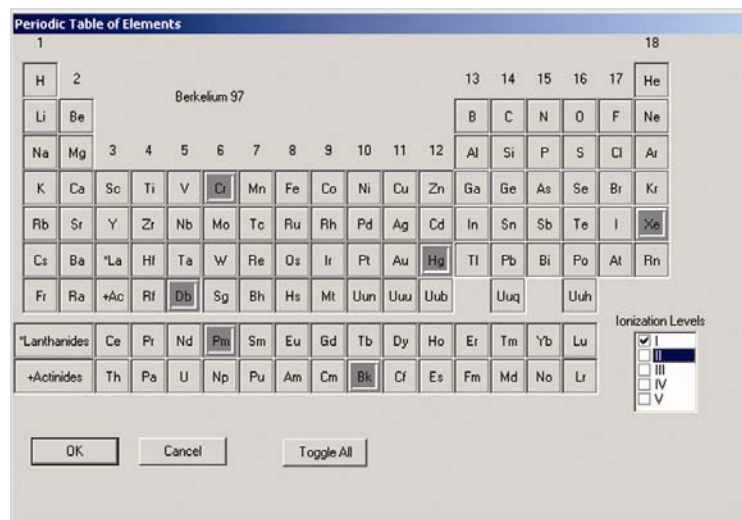 Periodic Table of Elements
1 18
H 2 13 14 15 16 17 He
Berkelium 97
Li Be B C N O F Ne
Na Mg 3 4 5 6 7 8 9 10 11 12 Al Si P S Cl Ar
K Ca Sc Ti V Cr Mn Fe Co Ni Cu Zn Ga Ge As Se Br Kr
Rb Sr Y Zr Nb Mo Tc Ru Rh Pd Ag Cd In Sn Sb Te I Xe
Cs Ba *La Hf Ta W Re Os Ir Pt Au Hg Tl Pb Bi Po At Rn
Fr Ra +Ac Rf Db Sg Bh Hs Mt Uun Uuu Uub Uuq Uuh
Ionization Levels
*Lanthanides Ce Pr Nd Pm Sm Eu Gd Tb Dy Ho Er Tm Yb Lu
I
II
+Actinides Th Pa U Np Pu Am Cm Bk Cf Es Fm Md No Lr
III
IV
V
OK Cancel Toggle All